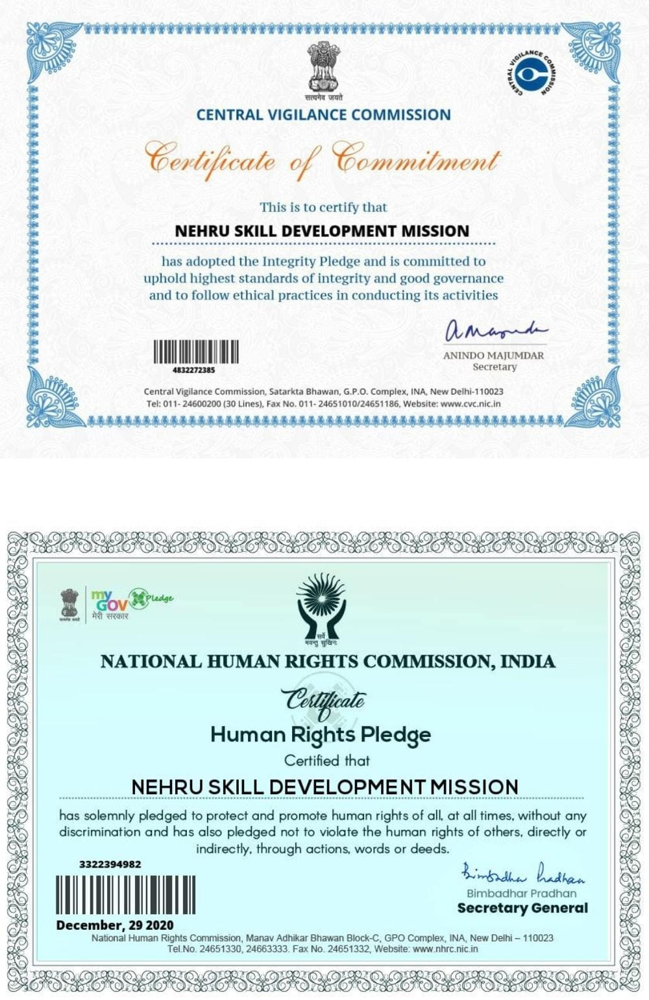 सत्यमेव जयते
CENTRAL VIGILANCE COMMISSION
CENTRAL VIGILANCE COMMISSION
Certificate of Commitment
This is to certify that
NEHRU SKILL DEVELOPMENT MISSION
has adopted the Integrity Pledge and is committed to
uphold highest standards of integrity and good governance
and to follow ethical practices in conducting its activities
4832272385
ANINDO MAJUMDAR
Secretary
Central Vigilance Commission, Satarkta Bhawan, G.P.O. Complex, INA, New Delhi-110023
Tel: 011- 24600200 (30 Lines), Fax No. 011- 24651010/24651186, Website: www.cvc.nic.in
सत्यमेव जयते
my
GOV
मेरी सरकार
Pledge
सर्वे
भवन्तु सुखिनः
NATIONAL HUMAN RIGHTS COMMISSION, INDIA
Certificate
Human Rights Pledge
Certified that
NEHRU SKILL DEVELOPMENT MISSION
has solemnly pledged to protect and promote human rights of all, at all times, without any
discrimination and has also pledged not to violate the human rights of others, directly or
indirectly, through actions, words or deeds.
3322394982
December, 29 2020
Bimbadhar Pradhan
Bimbadhar Pradhan
Secretary General
National Human Rights Commission, Manav Adhikar Bhawan Block-C, GPO Complex, INA, New Delhi – 110023
Tel.No. 24651330, 24663333. Fax No. 24651332, Website: www.nhrc.nic.in